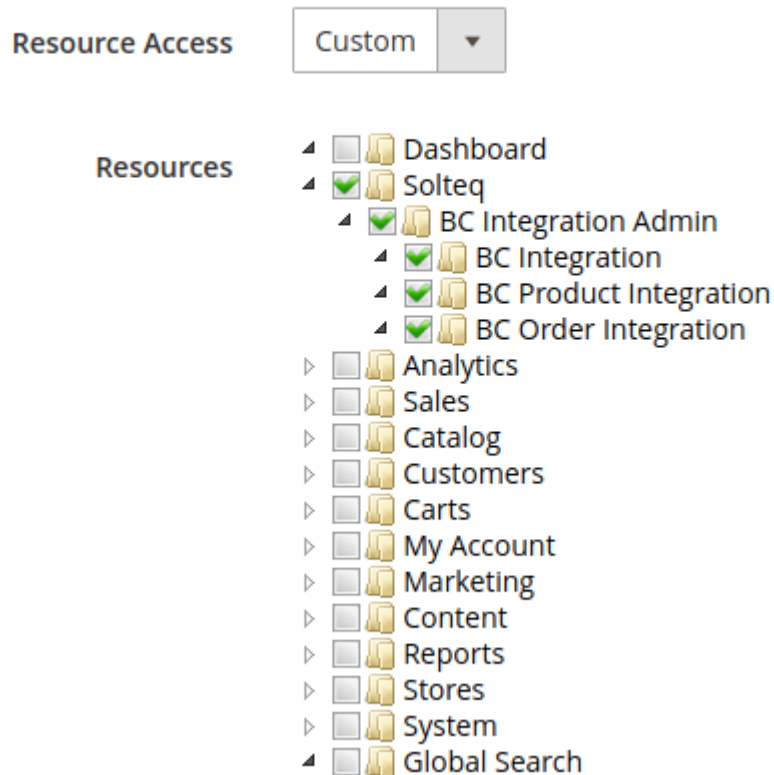 Resource Access Custom
Resources
Dashboard
Solteq
BC Integration Admin
BC Integration
BC Product Integration
BC Order Integration
Analytics
Sales
Catalog
Customers
Carts
My Account
Marketing
Content
Reports
Stores
System
Global Search